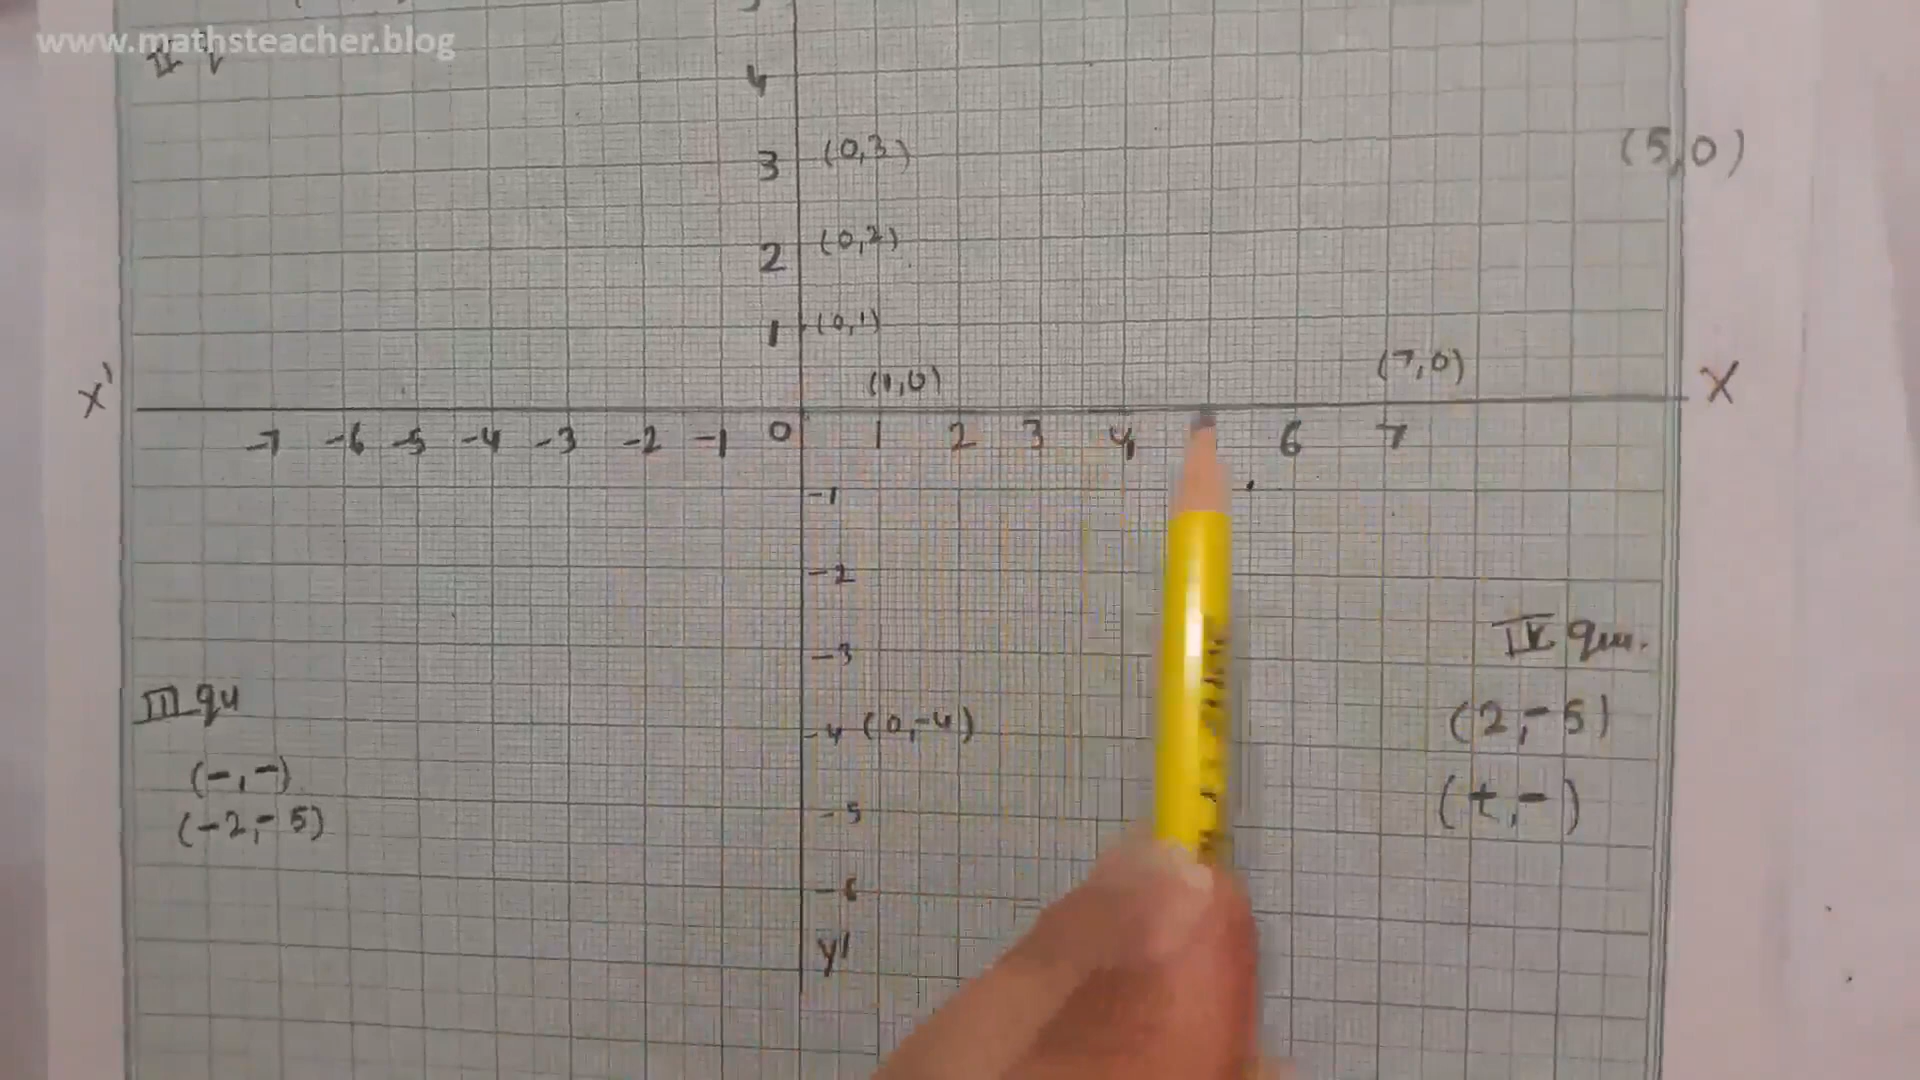 www.mathsteacher.blog
II q
4
3 (0,3)
(5,0)
2 (0,2)
1 (0,1)
(1,0)
(7,0)
X'
X
-7 -6 -5 -4 -3 -2 -1 0 1 2 3 4 6 7
-1
-2
-3
IV qu.
III qu
-4 (0,-4)
(2,-5)
(-,-)
(+,-)
(-2,-5)
-5
-6
Y'